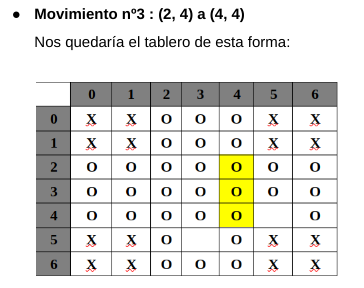 ● Movimiento nº3 : (2, 4) a (4, 4)
Nos quedaría el tablero de esta forma:
0 1 2 3 4 5 6
0 X X O O O X X
1 X X O O O X X
2 O O O O O O O
3 O O O O O O O
4 O O O O O O
5 X X O O X X
6 X X O O O X X